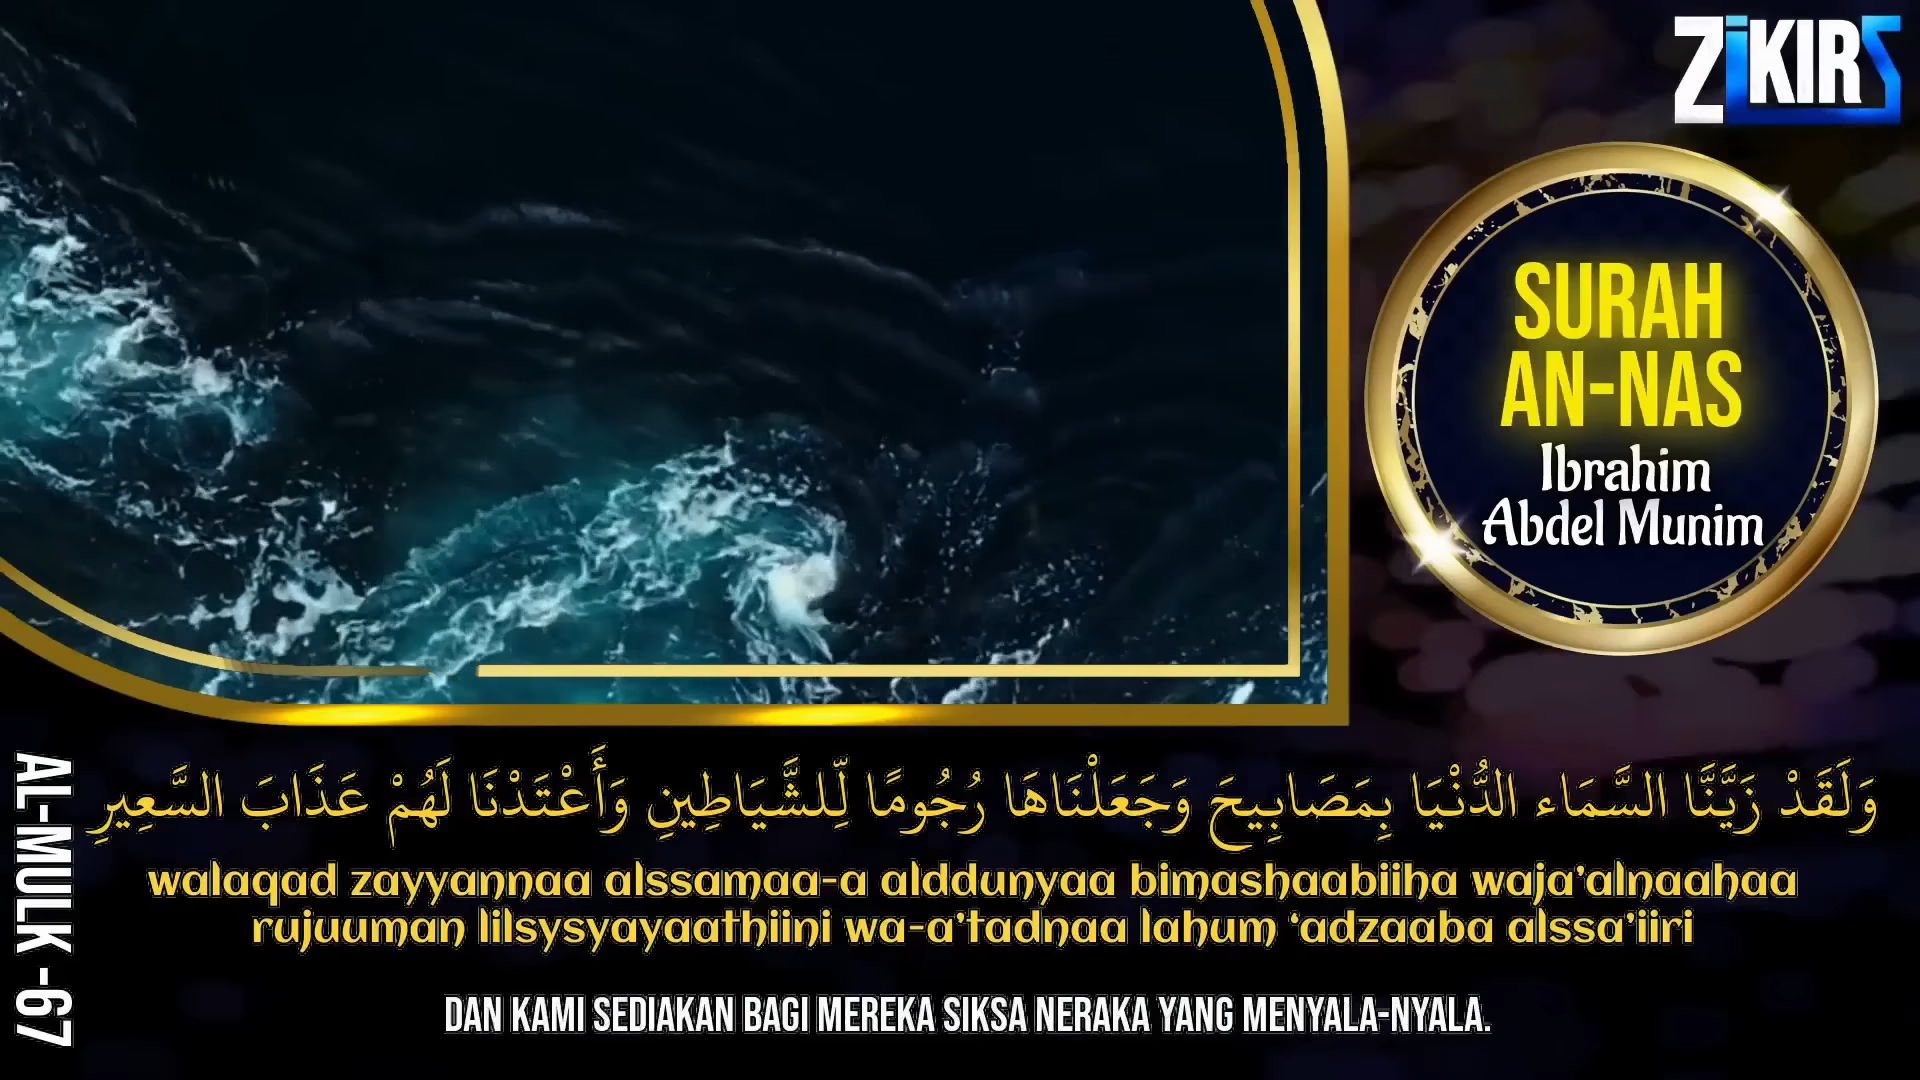 ZiKIRS
SURAH
AN-NAS
Ibrahim
Abdel Munim
وَلَقَدْ زَيَّنَّا السَّمَاء الدُّنْيَا بِمَصَابِيحَ وَجَعَلْنَاهَا رُجُومًا لِّلشَّيَاطِينِ وَأَعْتَدْنَا لَهُمْ عَذَابَ السَّعِيرِ
walaqad zayyannaa alssamaa-a alddunyaa bimashaabiiha waja’alnaahaa
rujuuman lilsysyayaathiini wa-a’tadnaa lahum ‘adzaaba alssa’iiri
DAN KAMI SEDIAKAN BAGI MEREKA SIKSA NERAKA YANG MENYALA-NYALA.
AL-MULK -67